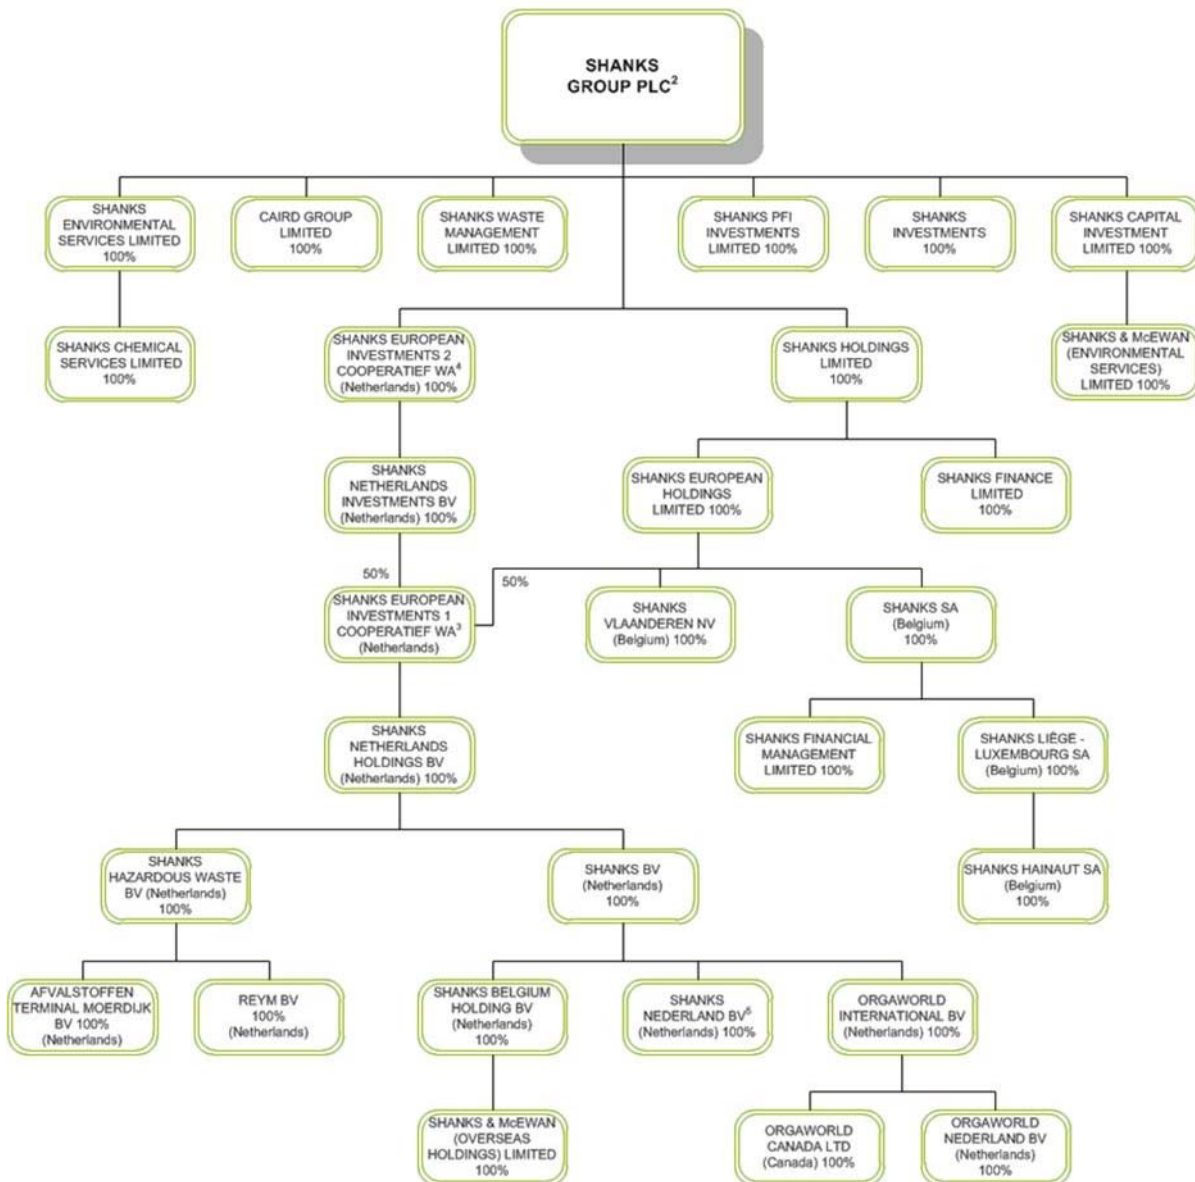 SHANKS
GROUP PLC²
SHANKS
ENVIRONMENTAL
SERVICES LIMITED
100%
CAIRD GROUP
LIMITED
100%
SHANKS WASTE
MANAGEMENT
LIMITED 100%
SHANKS PFI
INVESTMENTS
LIMITED 100%
SHANKS
INVESTMENTS
100%
SHANKS CAPITAL
INVESTMENT
LIMITED 100%
SHANKS CHEMICAL
SERVICES LIMITED
100%
SHANKS EUROPEAN
INVESTMENTS 2
COOPERATIEF WA⁴
(Netherlands) 100%
SHANKS HOLDINGS
LIMITED
100%
SHANKS & McEWAN
(ENVIRONMENTAL
SERVICES)
LIMITED 100%
SHANKS
NETHERLANDS
INVESTMENTS BV
(Netherlands) 100%
SHANKS EUROPEAN
HOLDINGS
LIMITED 100%
SHANKS FINANCE
LIMITED
100%
50%
50%
SHANKS EUROPEAN
INVESTMENTS 1
COOPERATIEF WA³
(Netherlands)
SHANKS
VLAANDEREN NV
(Belgium) 100%
SHANKS SA
(Belgium)
100%
SHANKS
NETHERLANDS
HOLDINGS BV
(Netherlands) 100%
SHANKS FINANCIAL
MANAGEMENT
LIMITED 100%
SHANKS LIÈGE -
LUXEMBOURG SA
(Belgium) 100%
SHANKS
HAZARDOUS WASTE
BV (Netherlands)
100%
SHANKS BV
(Netherlands)
100%
SHANKS HAINAUT SA
(Belgium)
100%
AFVALSTOFFEN
TERMINAL MOERDIJK
BV 100%
(Netherlands)
REYM BV
100%
(Netherlands)
SHANKS BELGIUM
HOLDING BV
(Netherlands)
100%
SHANKS
NEDERLAND BV⁵
(Netherlands) 100%
ORGAWORLD
INTERNATIONAL BV
(Netherlands) 100%
SHANKS & McEWAN
(OVERSEAS
HOLDINGS) LIMITED
100%
ORGAWORLD
CANADA LTD
(Canada) 100%
ORGAWORLD
NEDERLAND BV
(Netherlands)
100%